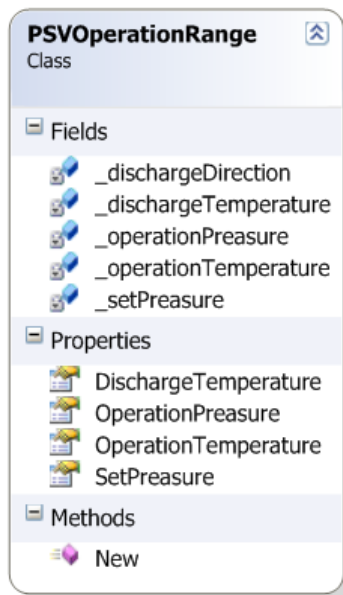 PSVOperationRange
Class
Fields
_dischargeDirection
_dischargeTemperature
_operationPreasure
_operationTemperature
_setPreasure
Properties
DischargeTemperature
OperationPreasure
OperationTemperature
SetPreasure
Methods
New